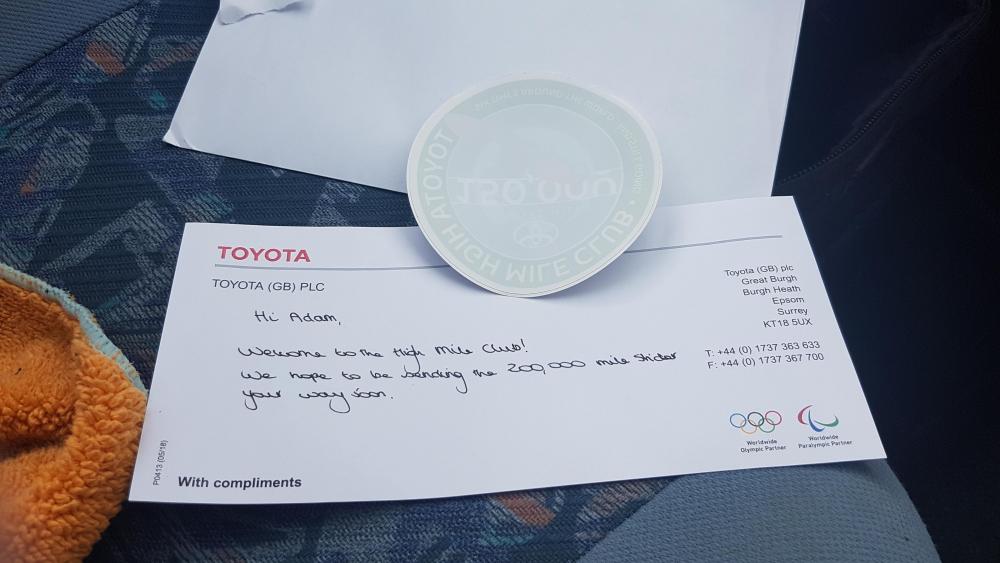 TOYOTA HIGH MILE CLUB
150,000
TOYOTA
TOYOTA (GB) PLC
Toyota (GB) plc
Great Burgh
Burgh Heath
Epsom
Surrey
KT18 5UX
T: +44 (0) 1737 363 633
F: +44 (0) 1737 367 700
Hi Adam,
Welcome to the High Mile Club!
We hope to be sending the 200,000 mile sticker
your way soon.
Worldwide
Olympic Partner
Worldwide
Paralympic Partner
P0413 (05/18)
With compliments